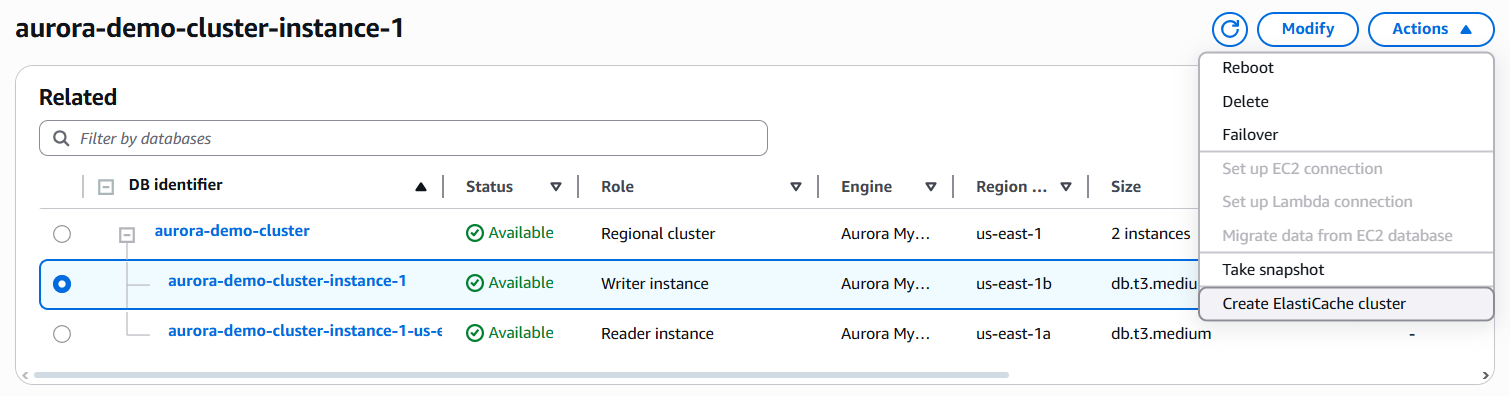 aurora-demo-cluster-instance-1
Modify
Actions
Reboot
Delete
Failover
Set up EC2 connection
Set up Lambda connection
Migrate data from EC2 database
Take snapshot
Create ElastiCache cluster
Related
Filter by databases
DB identifier Status Role Engine Region ... Size
aurora-demo-cluster Available Regional cluster Aurora My... us-east-1 2 instances
aurora-demo-cluster-instance-1 Available Writer instance Aurora My... us-east-1b db.t3.mediu
aurora-demo-cluster-instance-1-us-e Available Reader instance Aurora My... us-east-1a db.t3.medium -